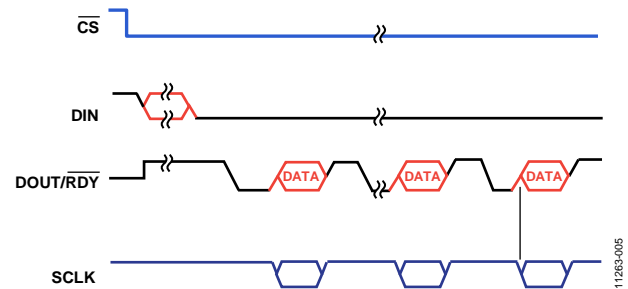 CS
DIN
DOUT/RDY
DATA
DATA
DATA
SCLK
11263-005